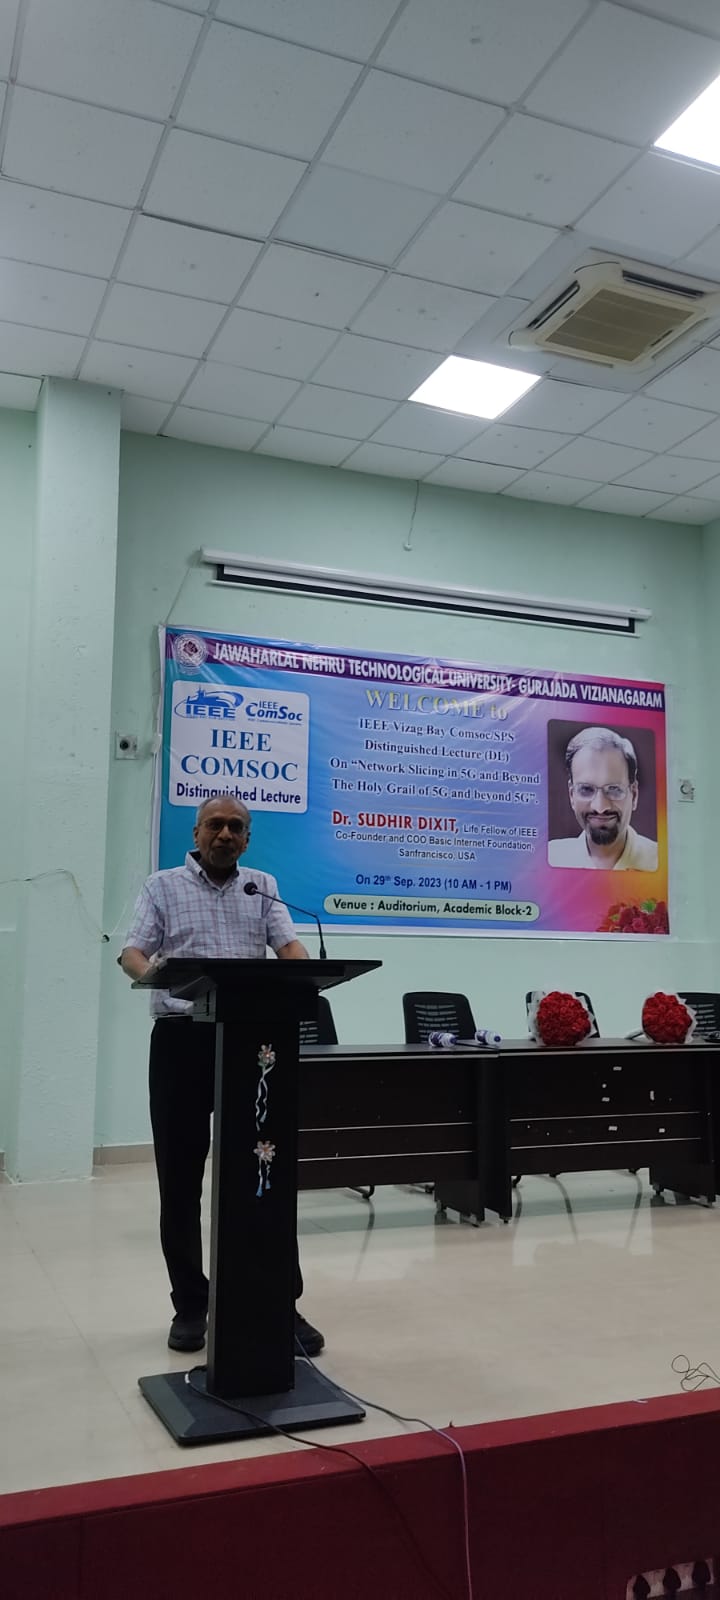 JAWAHARLAL NEHRU TECHNOLOGICAL UNIVERSITY- GURAJADA VIZIANAGARAM
IEEE
IEEE
ComSoc
IEEE
COMSOC
Distinguished Lecture
WELCOME to
IEEE Vizag Bay Comsoc/SPS
Distinguished Lecture (DL)
On “Network Slicing in 5G and Beyond
The Holy Grail of 5G and beyond 5G”.
Dr. SUDHIR DIXIT, Life Fellow of IEEE
Co-Founder and COO Basic Internet Foundation,
Sanfrancisco, USA
On 29th Sep. 2023 (10 AM - 1 PM)
Venue : Auditorium, Academic Block-2